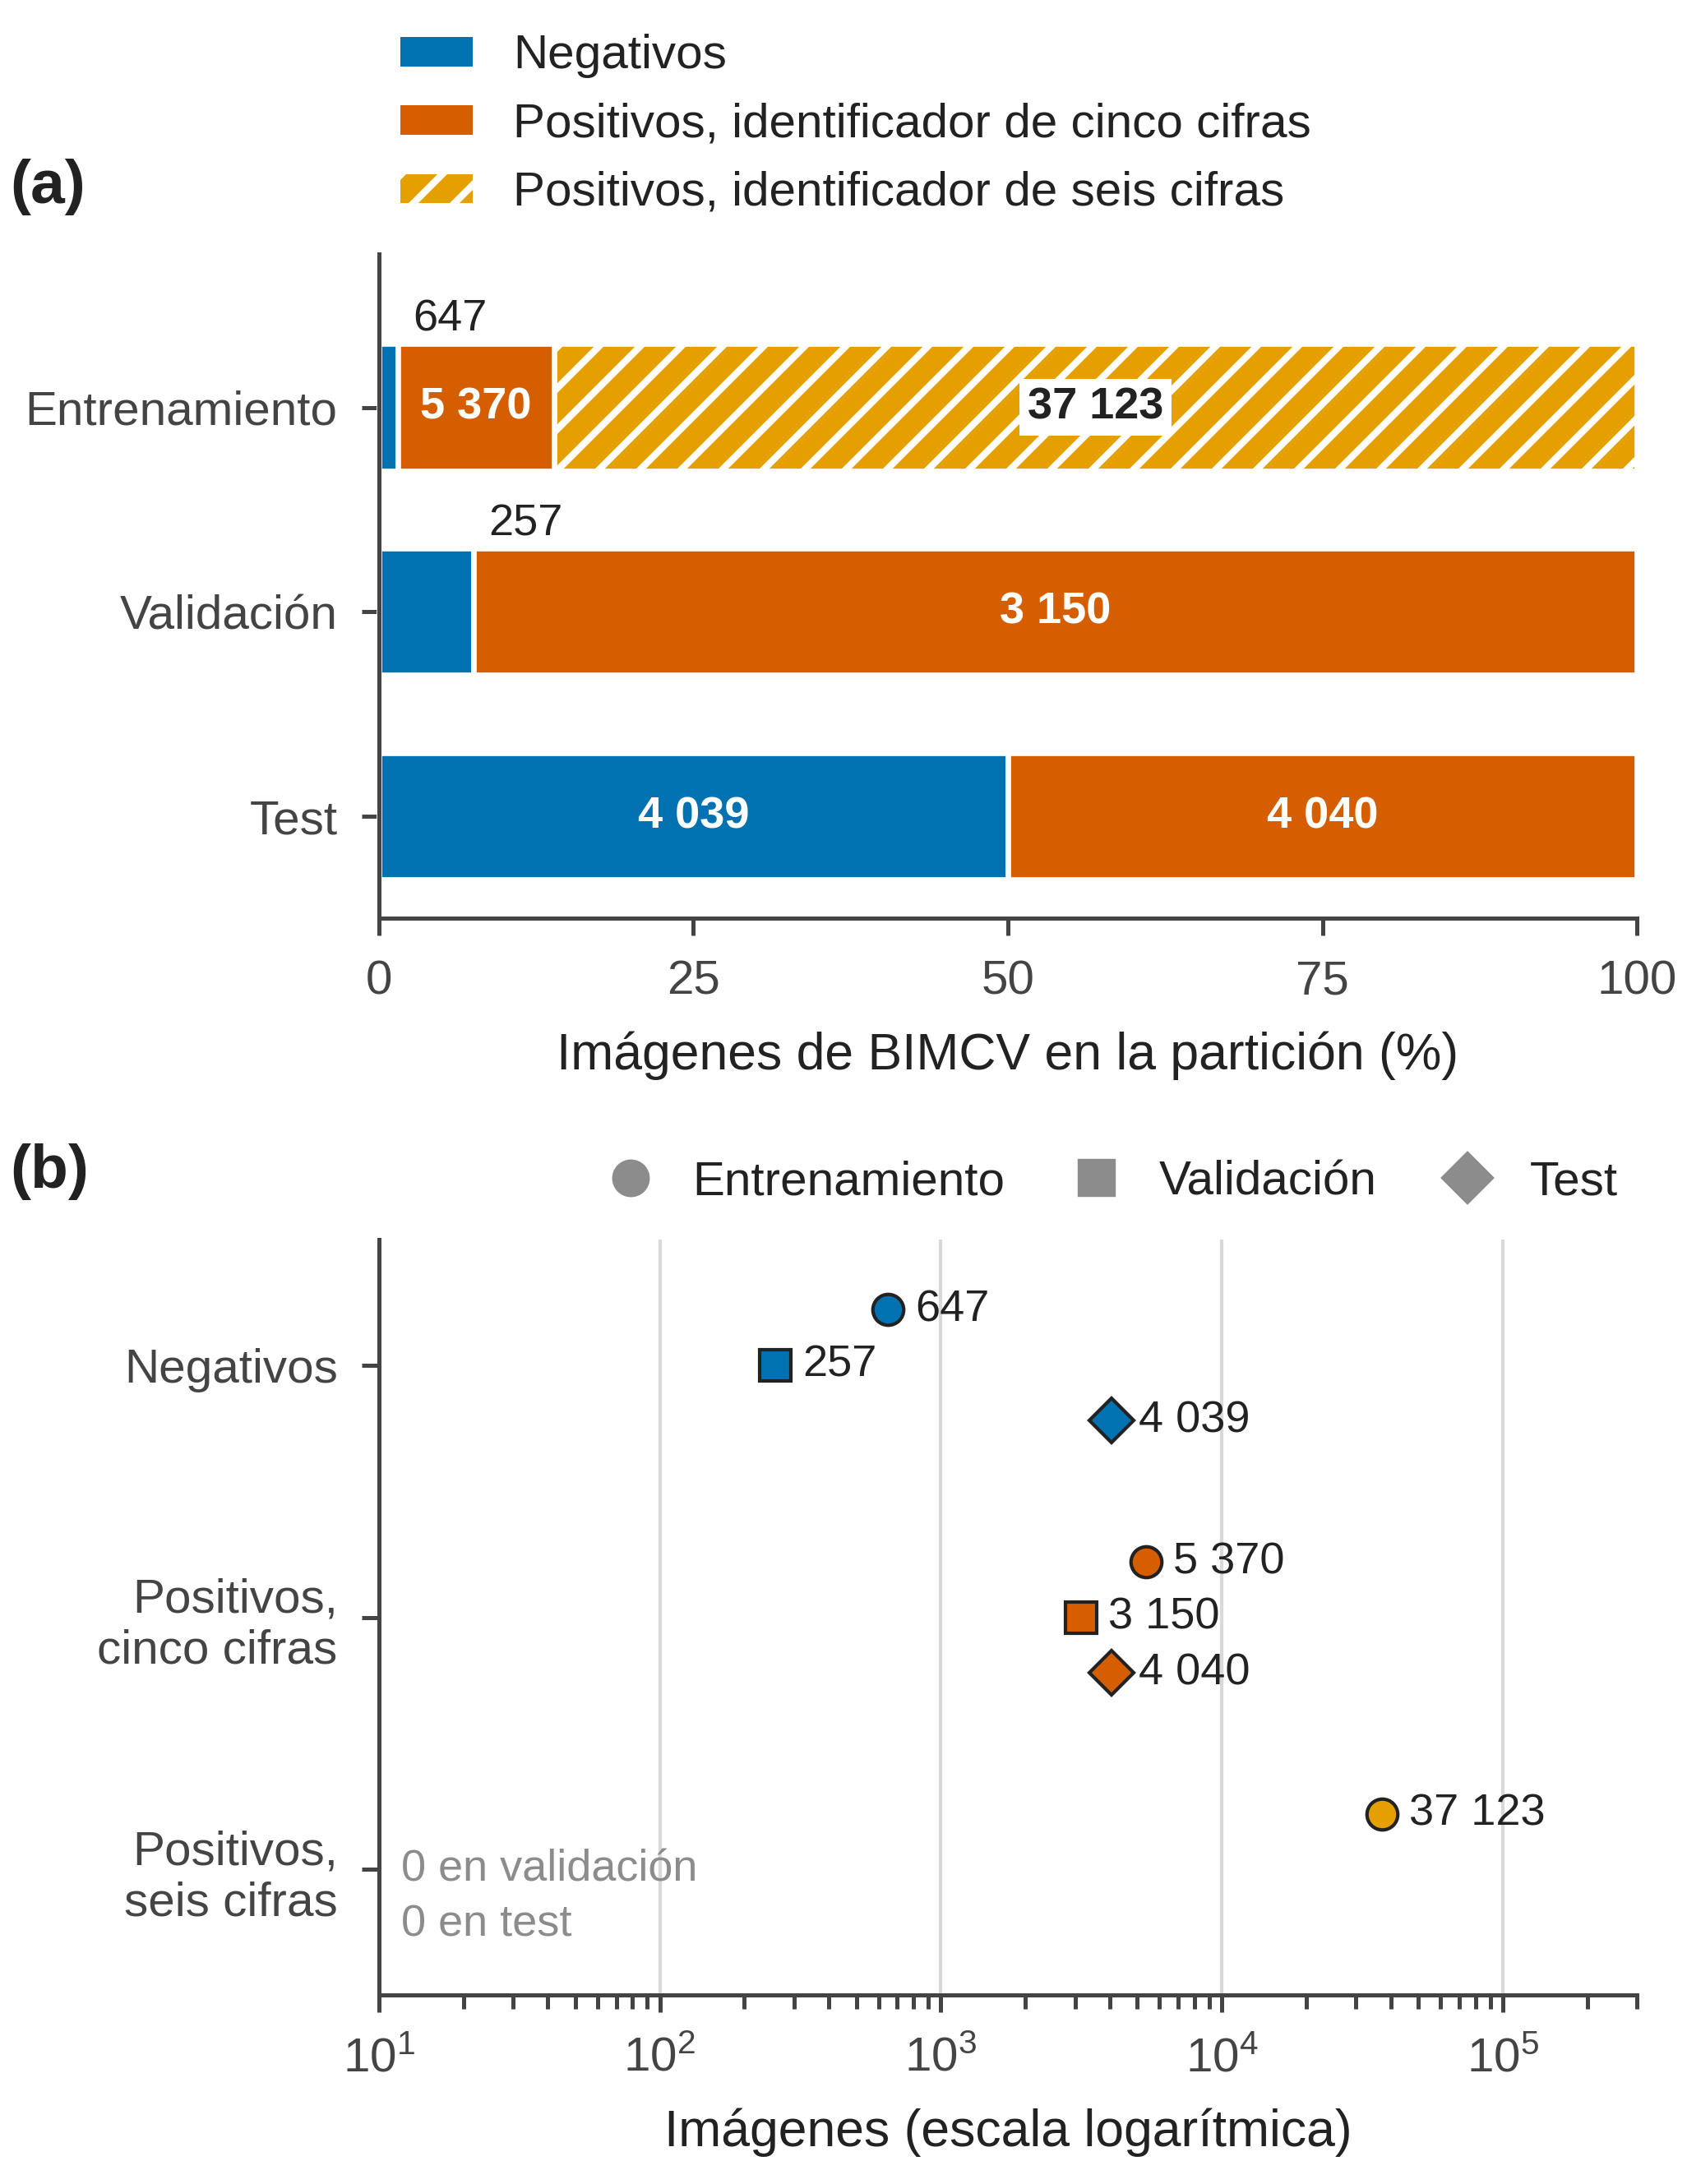 Negativos
Positivos, identificador de cinco cifras
Positivos, identificador de seis cifras
(a)
647
Entrenamiento
5 370
37 123
257
Validación
3 150
Test
4 039
4 040
0 25 50 75 100
Imágenes de BIMCV en la partición (%)
(b)
Entrenamiento Validación Test
Negativos
647
257
4 039
Positivos,
cinco cifras
5 370
3 150
4 040
Positivos,
seis cifras
37 123
0 en validación
0 en test
10¹ 10² 10³ 10⁴ 10⁵
Imágenes (escala logarítmica)